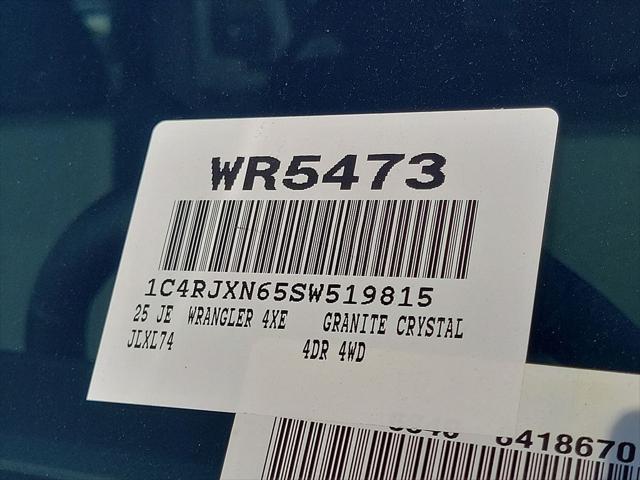 WR5473
1C4RJXN65SW519815
25 JE WRANGLER 4XE GRANITE CRYSTAL
JLXL74 4DR 4WD
6418670